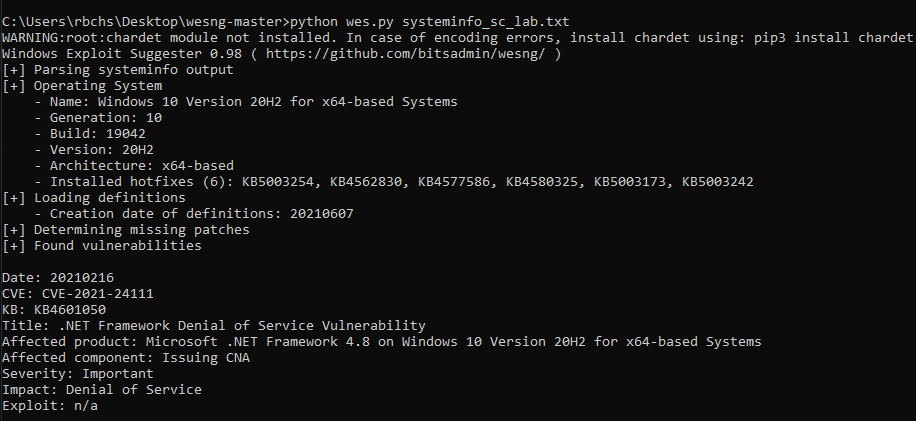 C:\Users\rbchs\Desktop\wesng-master>python wes.py systeminfo_sc_lab.txt
WARNING:root:chardet module not installed. In case of encoding errors, install chardet using: pip3 install chardet
Windows Exploit Suggester 0.98 ( https://github.com/bitsadmin/wesng/ )
[+] Parsing systeminfo output
[+] Operating System
    - Name: Windows 10 Version 20H2 for x64-based Systems
    - Generation: 10
    - Build: 19042
    - Version: 20H2
    - Architecture: x64-based
    - Installed hotfixes (6): KB5003254, KB4562830, KB4577586, KB4580325, KB5003173, KB5003242
[+] Loading definitions
    - Creation date of definitions: 20210607
[+] Determining missing patches
[+] Found vulnerabilities

Date: 20210216
CVE: CVE-2021-24111
KB: KB4601050
Title: .NET Framework Denial of Service Vulnerability
Affected product: Microsoft .NET Framework 4.8 on Windows 10 Version 20H2 for x64-based Systems
Affected component: Issuing CNA
Severity: Important
Impact: Denial of Service
Exploit: n/a